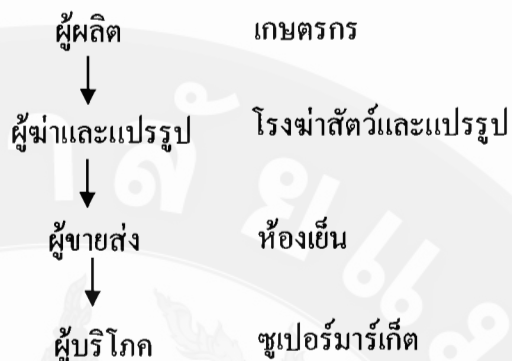 ผู้ผลิต เกษตรกร
ผู้ฆ่าและแปรรูป โรงฆ่าสัตว์และแปรรูป
ผู้ขายส่ง ห้องเย็น
ผู้บริโภค ซูเปอร์มาร์เก็ต